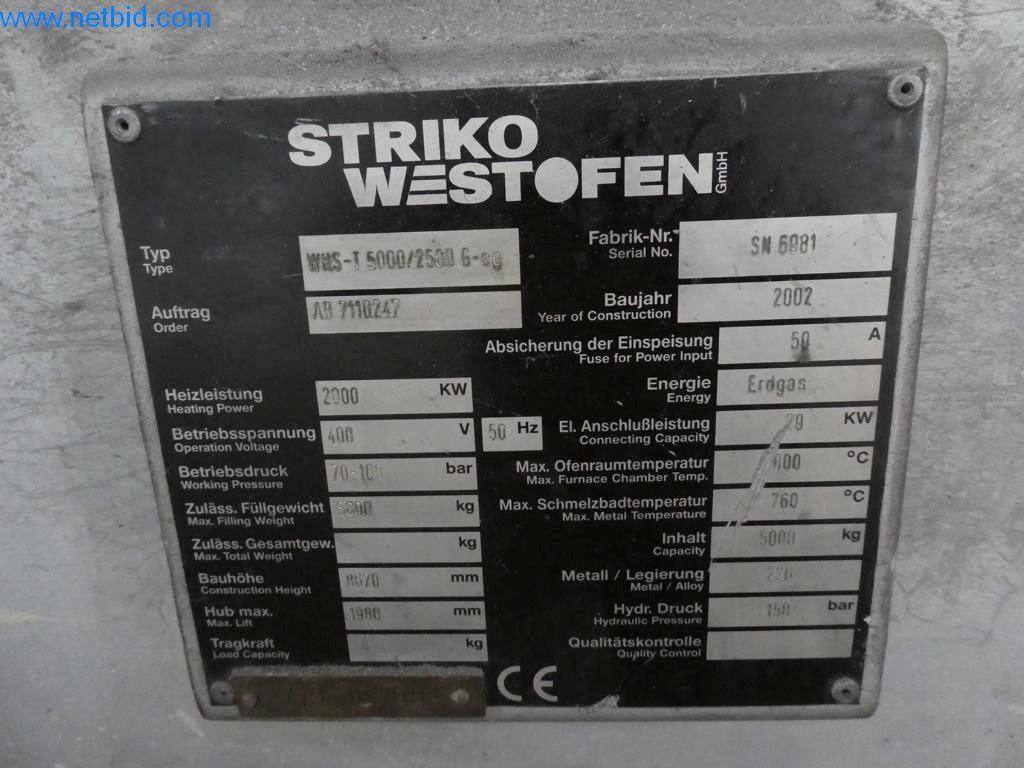 www.netbid.com
STRIKO
WESTOFEN GmbH
Typ
Type
WHS-T 5000/2500 G-eg
Fabrik-Nr.
Serial No.
SN 6081
Auftrag
Order
AB 7110247
Baujahr
Year of Construction
2002
Absicherung der Einspeisung
Fuse for Power Input
50 A
Heizleistung
Heating Power
2000 KW
Energie
Energy
Erdgas
Betriebsspannung
Operation Voltage
400 V
50 Hz
El. Anschlußleistung
Connecting Capacity
KW
Betriebsdruck
Working Pressure
70-100 bar
Max. Ofenraumtemperatur
Max. Furnace Chamber Temp.
°C
Zuläss. Füllgewicht
Max. Filling Weight
kg
Max. Schmelzbadtemperatur
Max. Metal Temperature
760 °C
Zuläss. Gesamtgew.
Max. Total Weight
kg
Inhalt
Capacity
5000 kg
Bauhöhe
Construction Height
mm
Metall / Legierung
Metal / Alloy
226
Hub max.
Max. Lift
1980 mm
Hydr. Druck
Hydraulic Pressure
150 bar
Tragkraft
Load Capacity
kg
Qualitätskontrolle
Quality Control
CE